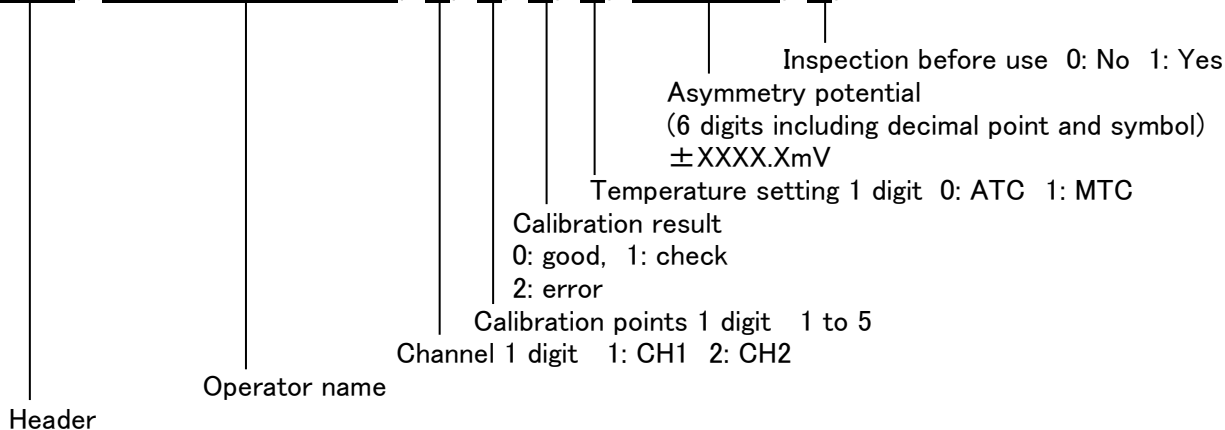 Inspection before use 0: No 1: Yes
Asymmetry potential
(6 digits including decimal point and symbol)
±XXXX.XmV
Temperature setting 1 digit 0: ATC 1: MTC
Calibration result
0: good, 1: check
2: error
Calibration points 1 digit 1 to 5
Channel 1 digit 1: CH1 2: CH2
Operator name
Header